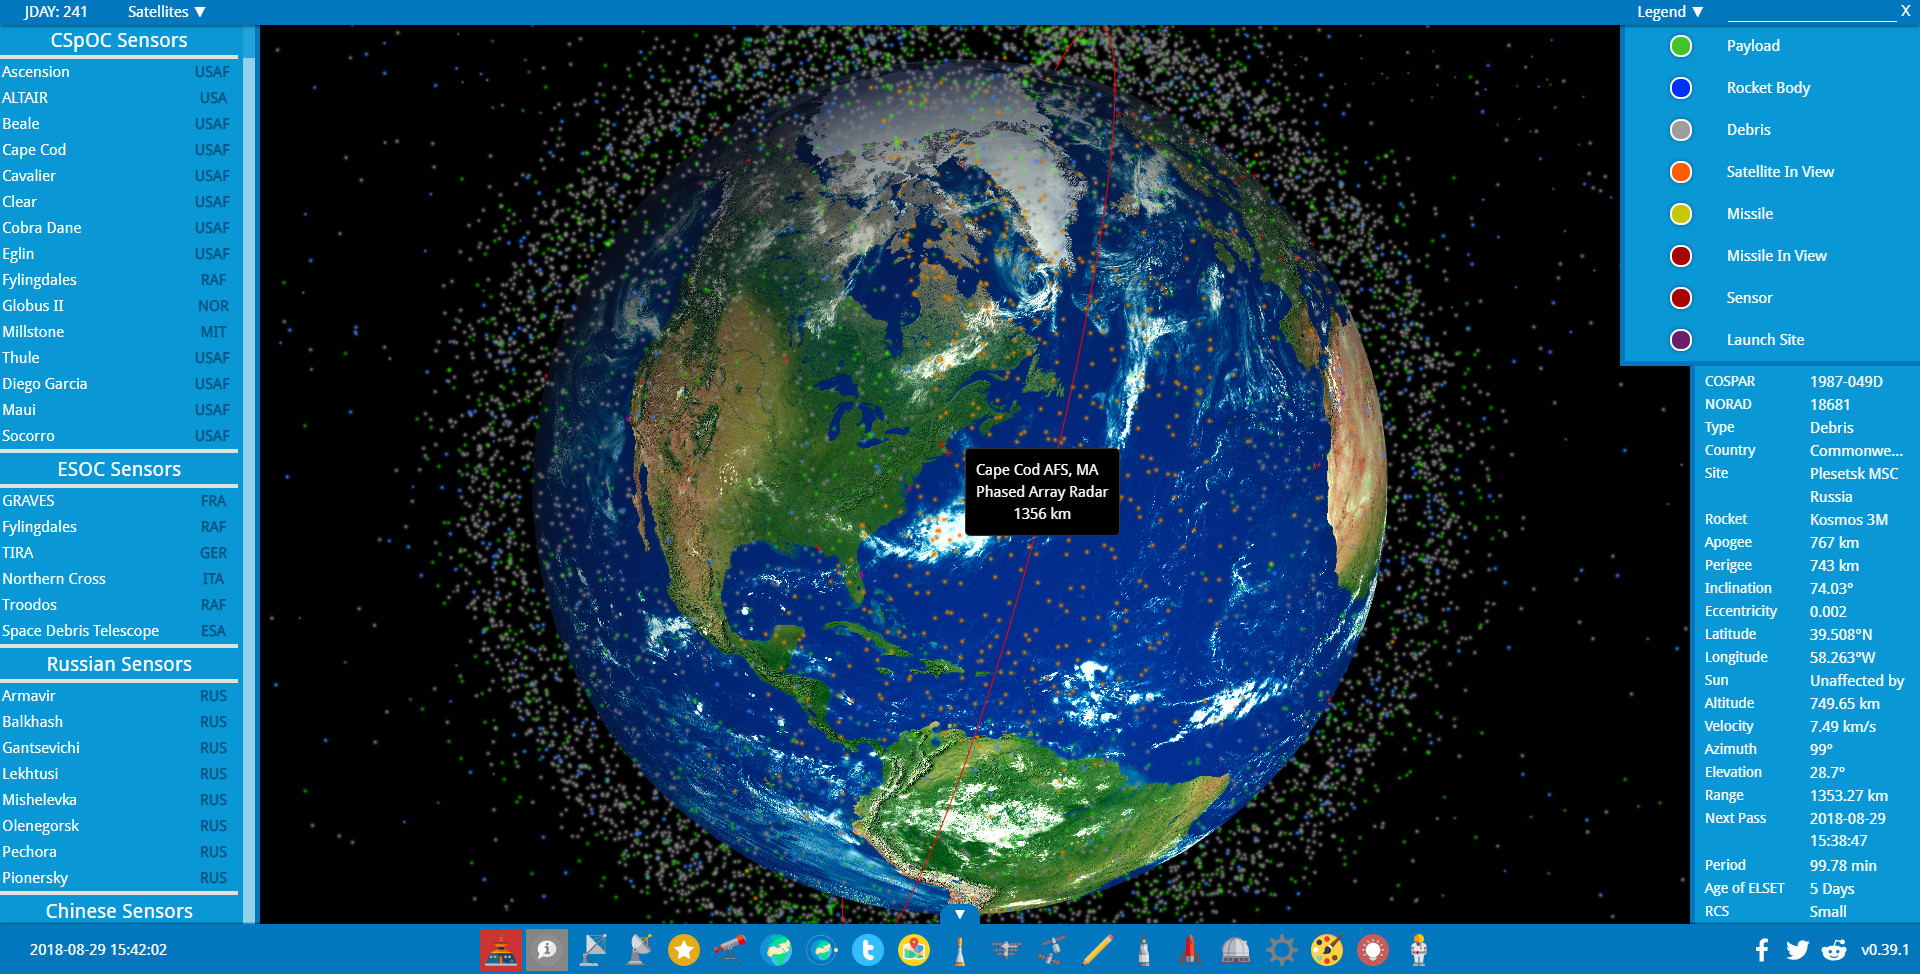 JDAY: 241
Satellites ▼
Legend ▼
X
CSpOC Sensors
Ascension USAF
ALTAIR USA
Beale USAF
Cape Cod USAF
Cavalier USAF
Clear USAF
Cobra Dane USAF
Eglin USAF
Fylingdales RAF
Globus II NOR
Millstone MIT
Thule USAF
Diego Garcia USAF
Maui USAF
Socorro USAF
ESOC Sensors
GRAVES FRA
Fylingdales RAF
TIRA GER
Northern Cross ITA
Troodos RAF
Space Debris Telescope ESA
Russian Sensors
Armavir RUS
Balkhash RUS
Gantsevichi RUS
Lekhtusi RUS
Mishelevka RUS
Olenegorsk RUS
Pechora RUS
Pionersky RUS
Chinese Sensors
Cape Cod AFS, MA
Phased Array Radar
1356 km
Payload
Rocket Body
Debris
Satellite In View
Missile
Missile In View
Sensor
Launch Site
COSPAR 1987-049D
NORAD 18681
Type Debris
Country Commonwe...
Site Plesetsk MSC
Russia
Rocket Kosmos 3M
Apogee 767 km
Perigee 743 km
Inclination 74.03°
Eccentricity 0.002
Latitude 39.508°N
Longitude 58.263°W
Sun Unaffected by
Altitude 749.65 km
Velocity 7.49 km/s
Azimuth 99°
Elevation 28.7°
Range 1353.27 km
Next Pass 2018-08-29
15:38:47
Period 99.78 min
Age of ELSET 5 Days
RCS Small
2018-08-29 15:42:02
v0.39.1